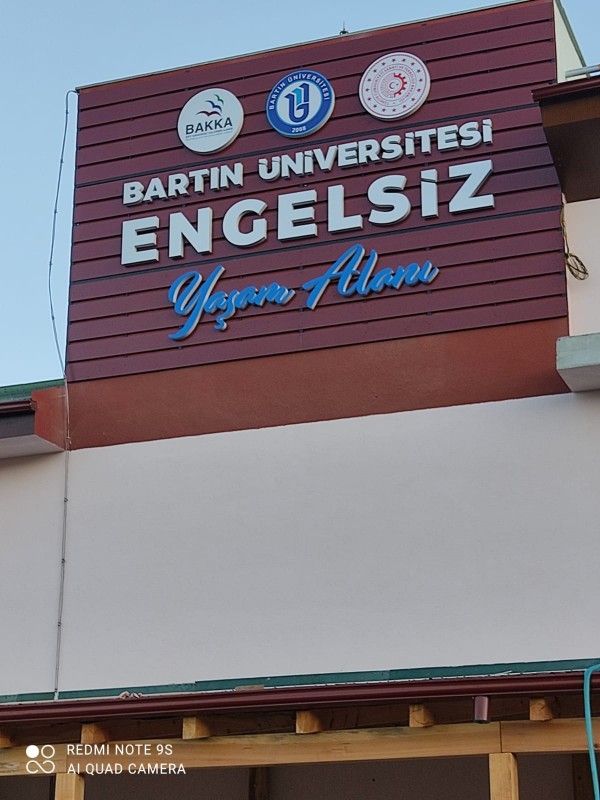 BAKKA
BARTIN ÜNİVERSİTESİ
2008
BARTIN ÜNİVERSİTESİ
ENGELSİZ
Yaşam Alanı
REDMI NOTE 9S
AI QUAD CAMERA